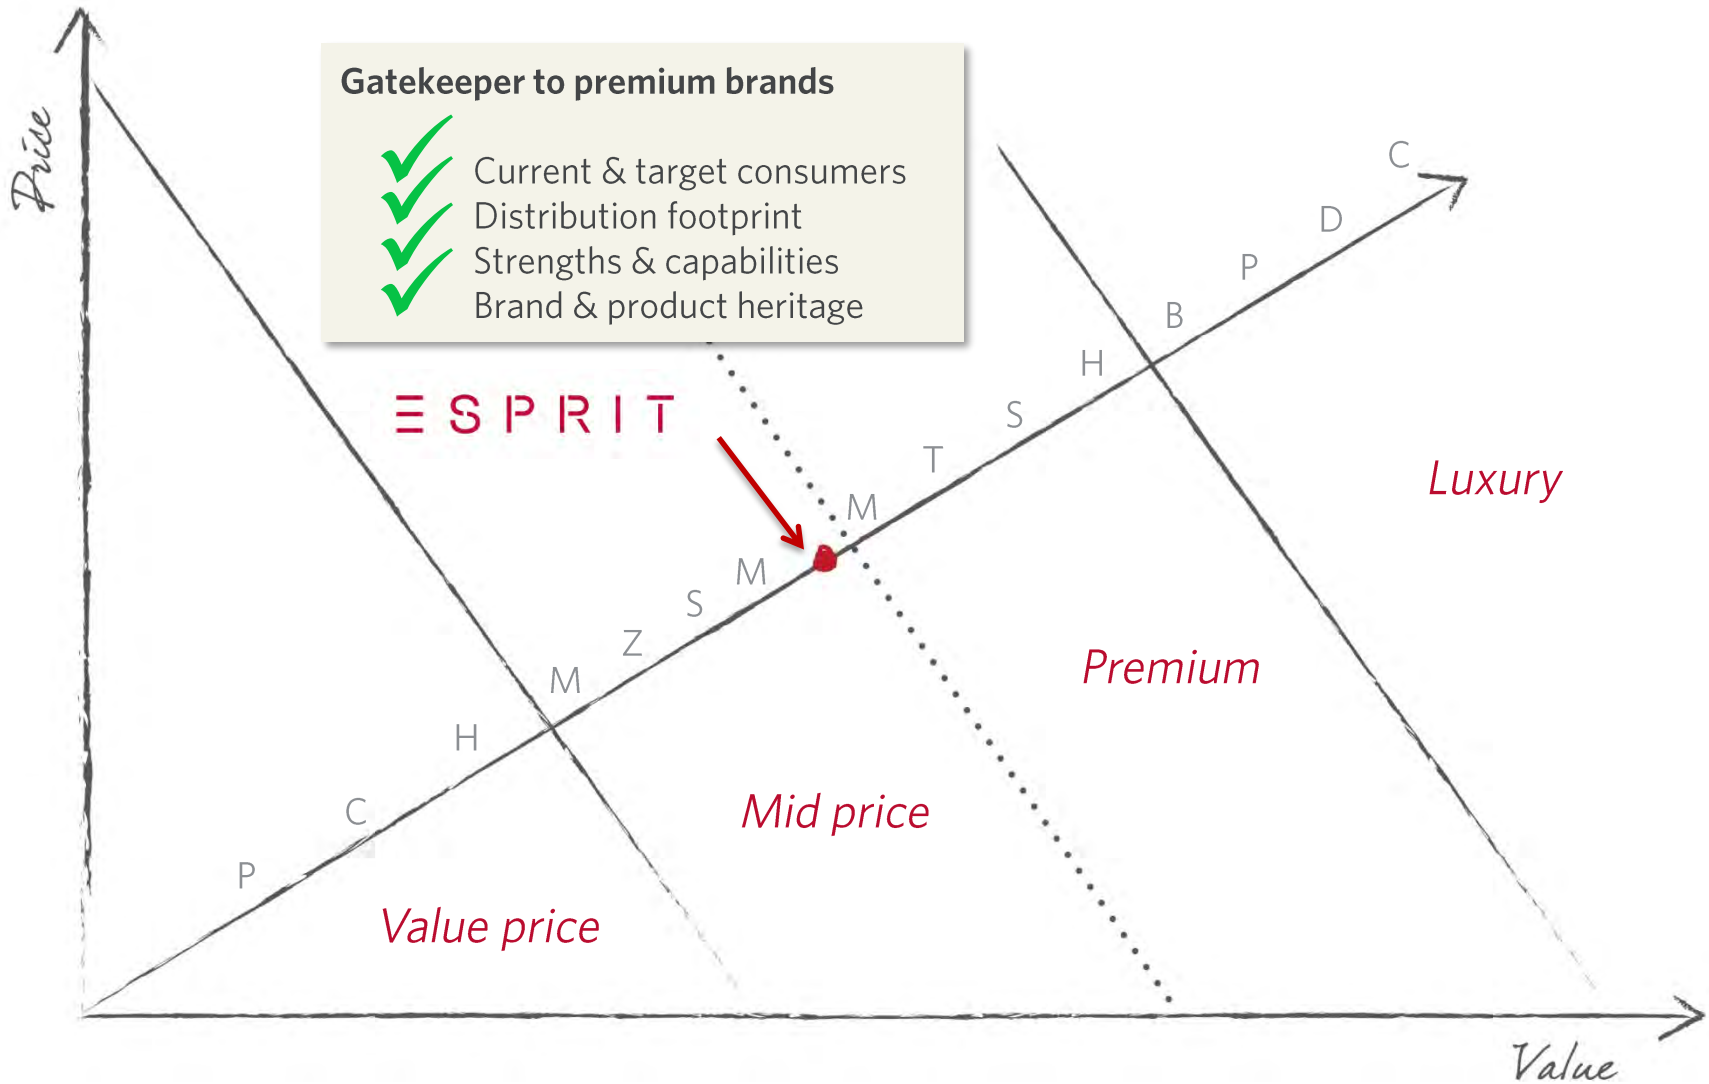 Price
Gatekeeper to premium brands
Current & target consumers
Distribution footprint
Strengths & capabilities
Brand & product heritage
ESPRIT
C
D
P
B
H
S
T
M
M
S
Z
M
H
C
P
Luxury
Premium
Mid price
Value price
Value